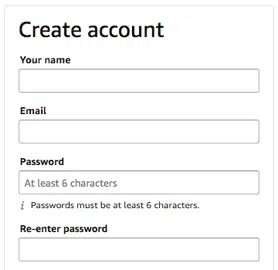 Create account
Your name
Email
Password
At least 6 characters
i Passwords must be at least 6 characters.
Re-enter password